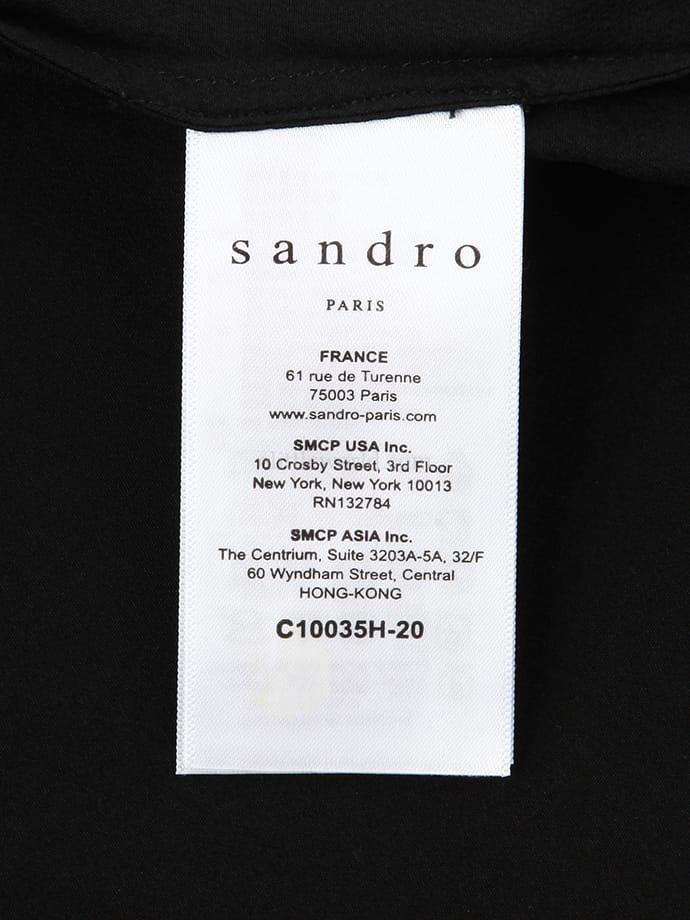 sandro
PARIS
FRANCE
61 rue de Turenne
75003 Paris
www.sandro-paris.com
SMCP USA Inc.
10 Crosby Street, 3rd Floor
New York, New York 10013
RN132784
SMCP ASIA Inc.
The Centrium, Suite 3203A-5A, 32/F
60 Wyndham Street, Central
HONG-KONG
C10035H-20